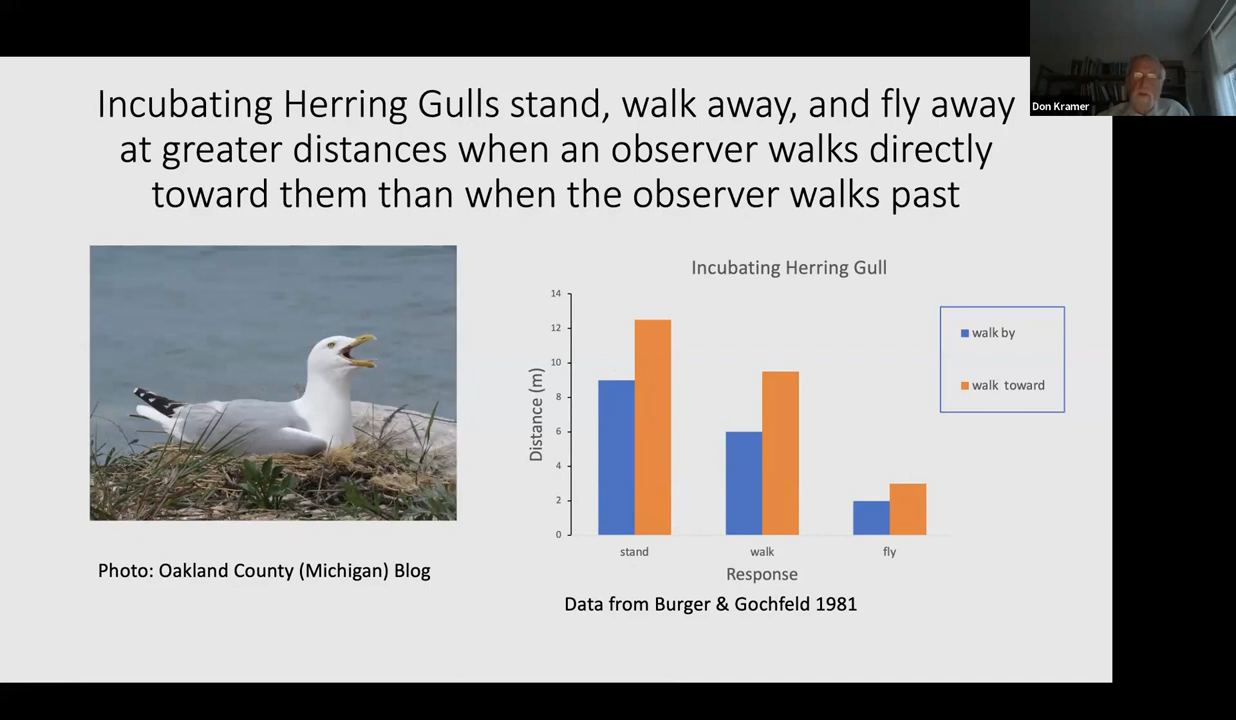 Incubating Herring Gulls stand, walk away, and fly away
at greater distances when an observer walks directly
toward them than when the observer walks past
Don Kramer
Incubating Herring Gull
14
12
10
8
6
4
2
0
Distance (m)
stand
walk
fly
Response
walk by
walk toward
Photo: Oakland County (Michigan) Blog
Data from Burger & Gochfeld 1981